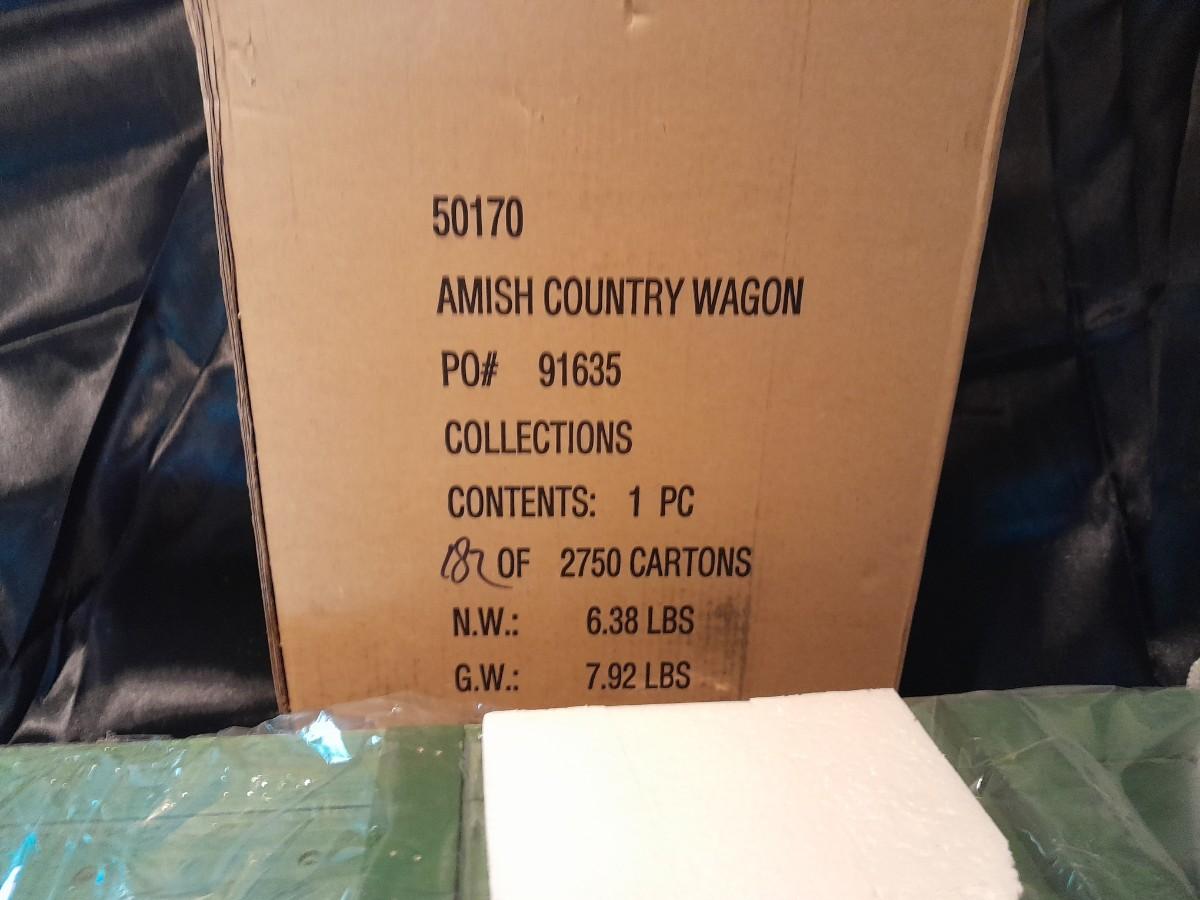 50170
AMISH COUNTRY WAGON
PO# 91635
COLLECTIONS
CONTENTS: 1 PC
182 OF 2750 CARTONS
N.W.: 6.38 LBS
G.W.: 7.92 LBS